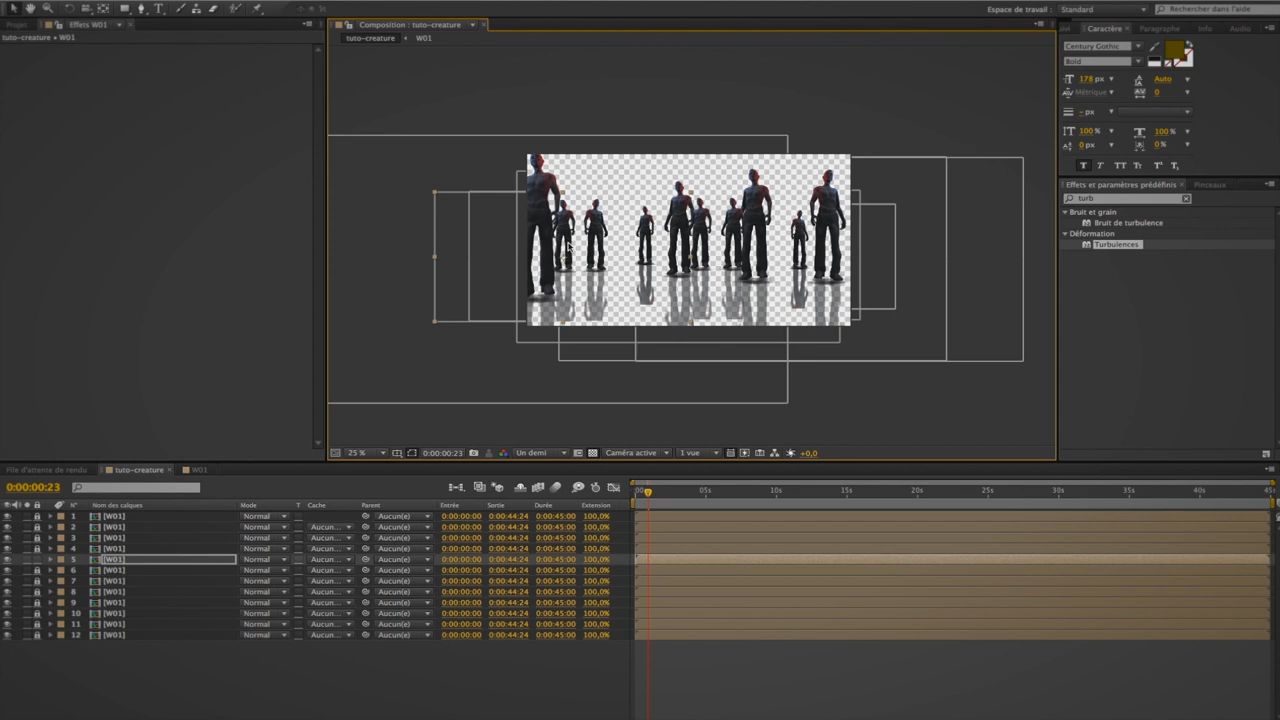 Espace de travail : Standard Rechercher dans l'aide
Projet Effets W01 Composition : tuto-creature Caractère Paragraphe Info Audio
tuto-creature • W01
tuto-creature W01
Century Gothic
Bold
178 px Auto
Métrique 0
- px
100 % 100 %
0 px 0 %
T T TT Tr T¹ T₁
Effets et paramètres prédéfinis Pinceaux
turb
Bruit et grain
Bruit de turbulence
Déformation
Turbulences
25 % 0:00:00:23 Un demi Caméra active 1 vue +0,0
File d'attente de rendu tuto-creature W01
0:00:00:23
N° Nom des calques Mode T Cache Parent Entrée Sortie Durée Extension
00s 05s 10s 15s 20s 25s 30s 35s 40s 45s
1 [W01] Normal Aucun(e) 0:00:00:00 0:00:44:24 0:00:45:00 100,0%
2 [W01] Normal Aucun... Aucun(e) 0:00:00:00 0:00:44:24 0:00:45:00 100,0%
3 [W01] Normal Aucun... Aucun(e) 0:00:00:00 0:00:44:24 0:00:45:00 100,0%
4 [W01] Normal Aucun... Aucun(e) 0:00:00:00 0:00:44:24 0:00:45:00 100,0%
5 [W01] Normal Aucun... Aucun(e) 0:00:00:00 0:00:44:24 0:00:45:00 100,0%
6 [W01] Normal Aucun... Aucun(e) 0:00:00:00 0:00:44:24 0:00:45:00 100,0%
7 [W01] Normal Aucun... Aucun(e) 0:00:00:00 0:00:44:24 0:00:45:00 100,0%
8 [W01] Normal Aucun... Aucun(e) 0:00:00:00 0:00:44:24 0:00:45:00 100,0%
9 [W01] Normal Aucun... Aucun(e) 0:00:00:00 0:00:44:24 0:00:45:00 100,0%
10 [W01] Normal Aucun... Aucun(e) 0:00:00:00 0:00:44:24 0:00:45:00 100,0%
11 [W01] Normal Aucun... Aucun(e) 0:00:00:00 0:00:44:24 0:00:45:00 100,0%
12 [W01] Normal Aucun... Aucun(e) 0:00:00:00 0:00:44:24 0:00:45:00 100,0%